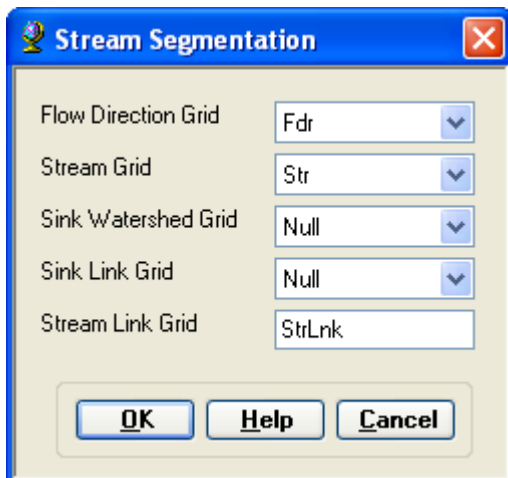 Stream Segmentation
Flow Direction Grid Fdr
Stream Grid Str
Sink Watershed Grid Null
Sink Link Grid Null
Stream Link Grid StrLnk
OK Help Cancel